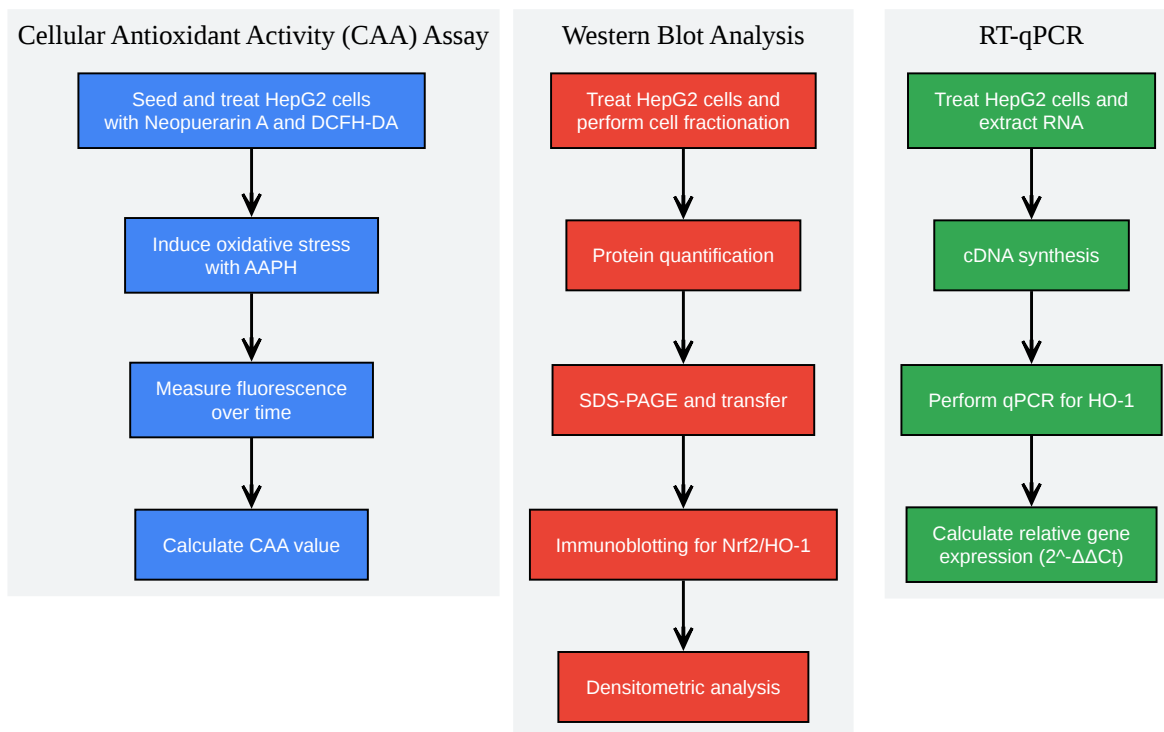 Cellular Antioxidant Activity (CAA) Assay
Seed and treat HepG2 cells
with Neopuerarin A and DCFH-DA
Induce oxidative stress
with AAPH
Measure fluorescence
over time
Calculate CAA value
Western Blot Analysis
Treat HepG2 cells and
perform cell fractionation
Protein quantification
SDS-PAGE and transfer
Immunoblotting for Nrf2/HO-1
Densitometric analysis
RT-qPCR
Treat HepG2 cells and
extract RNA
cDNA synthesis
Perform qPCR for HO-1
Calculate relative gene
expression (2^-ΔΔCt)